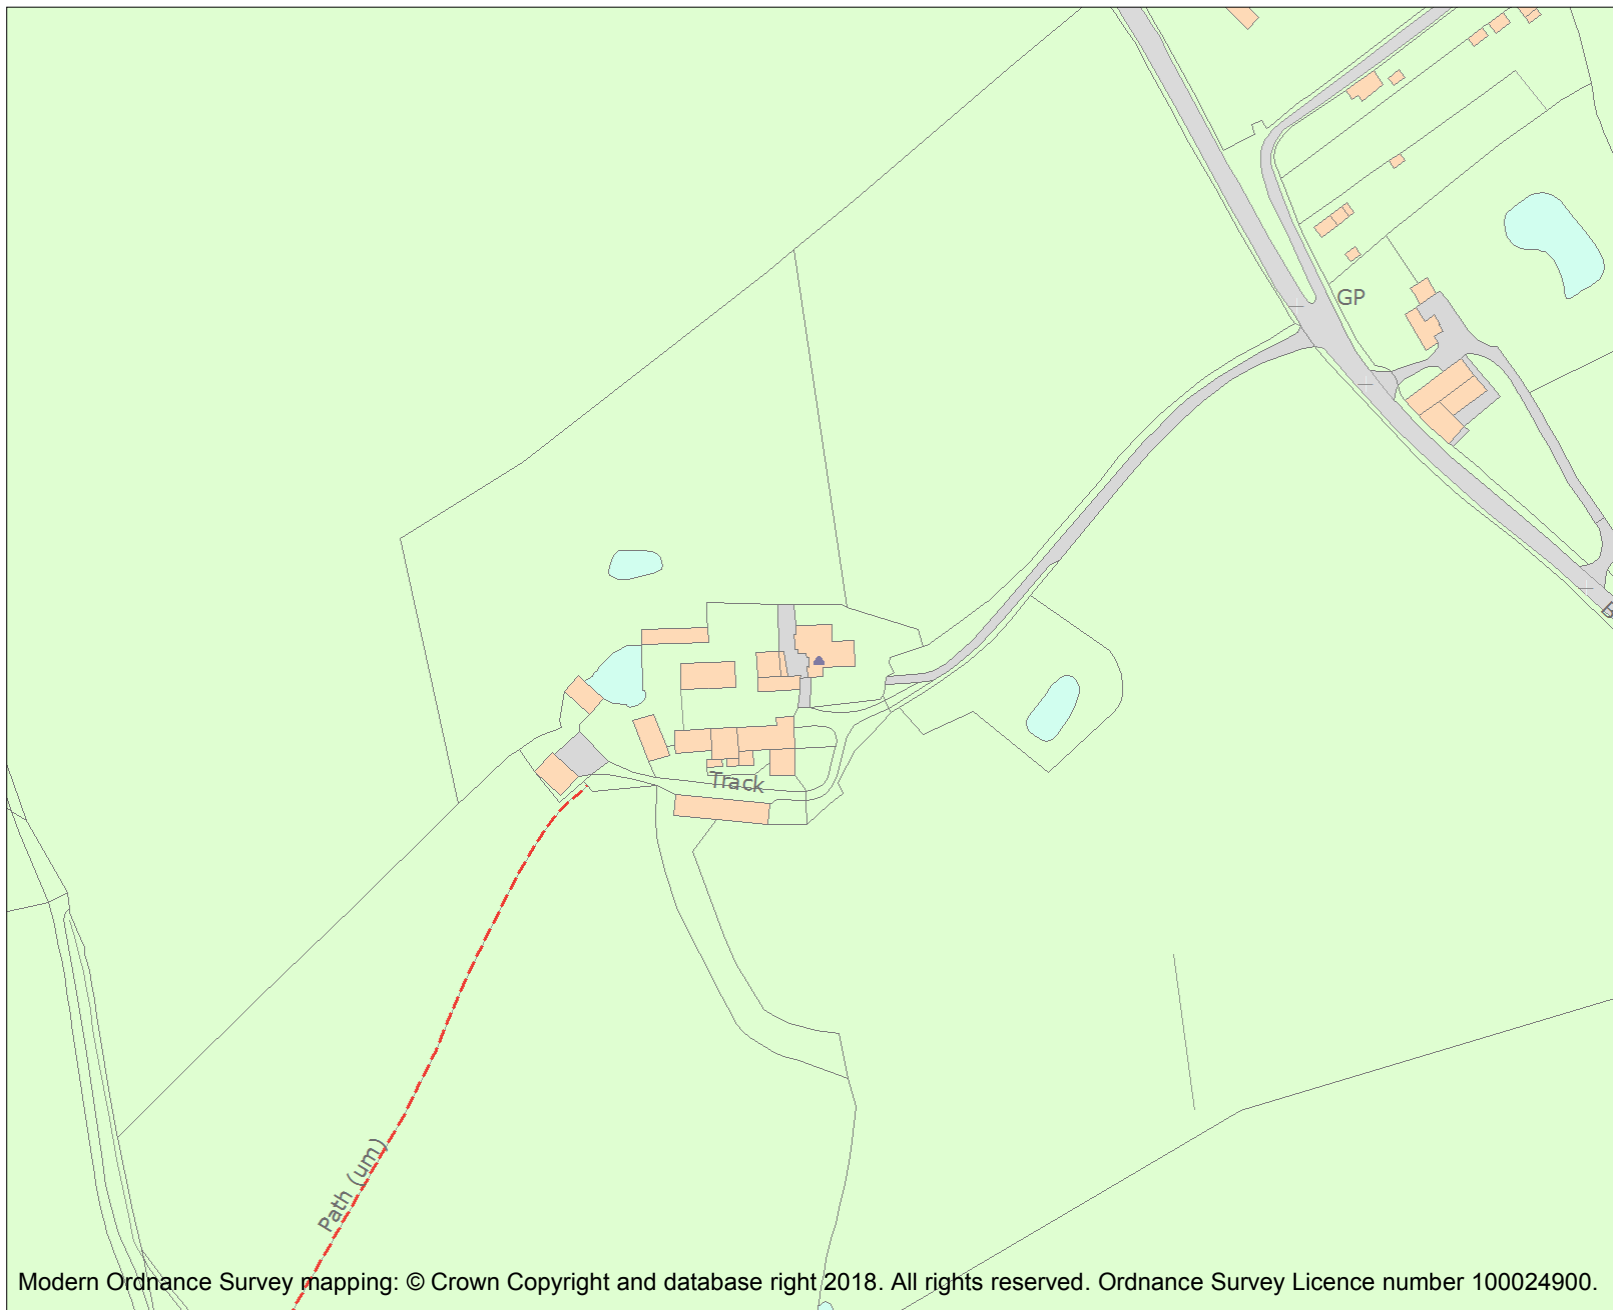 GP
Track
Path (um)
Modern Ordnance Survey mapping: © Crown Copyright and database right 2018. All rights reserved. Ordnance Survey Licence number 100024900.